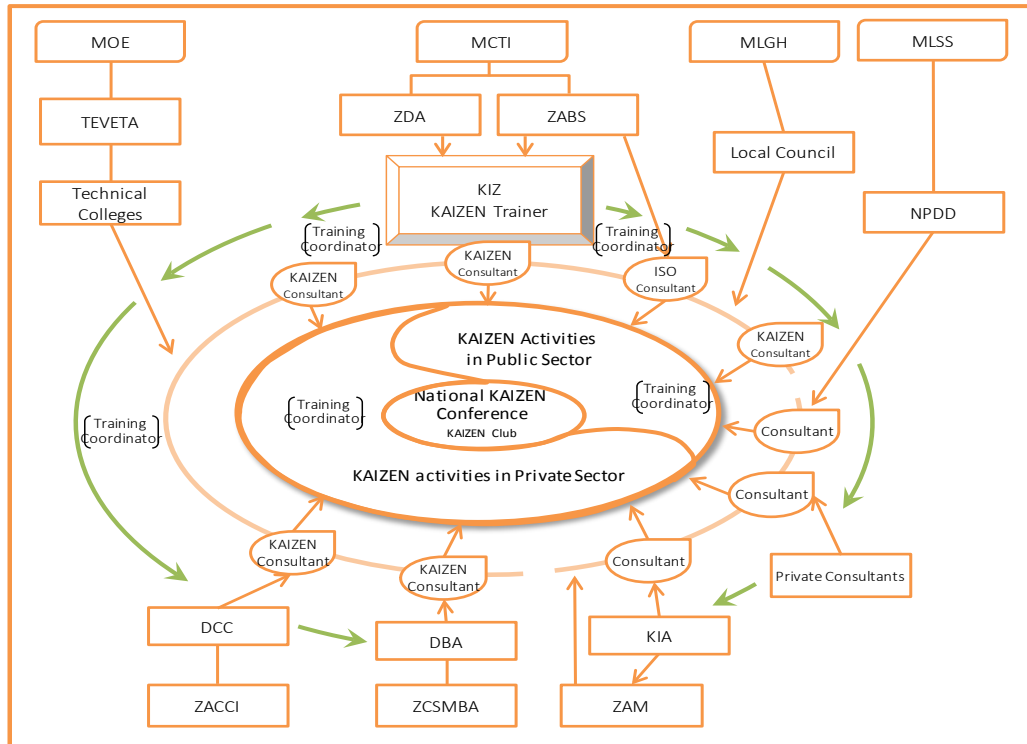 MOE
MCTI
MLGH
MLSS
TEVETA
ZDA
ZABS
Local Council
Technical
Colleges
KIZ
KAIZEN Trainer
NPDD
Training
Coordinator
Training
Coordinator
KAIZEN
Consultant
KAIZEN
Consultant
ISO
Consultant
KAIZEN
Consultant
KAIZEN Activities
in Public Sector
Training
Coordinator
Training
Coordinator
National KAIZEN
Conference
KAIZEN Club
Training
Coordinator
Consultant
KAIZEN activities in Private Sector
Consultant
KAIZEN
Consultant
KAIZEN
Consultant
Consultant
Private Consultants
DCC
DBA
KIA
ZACCI
ZCSMBA
ZAM